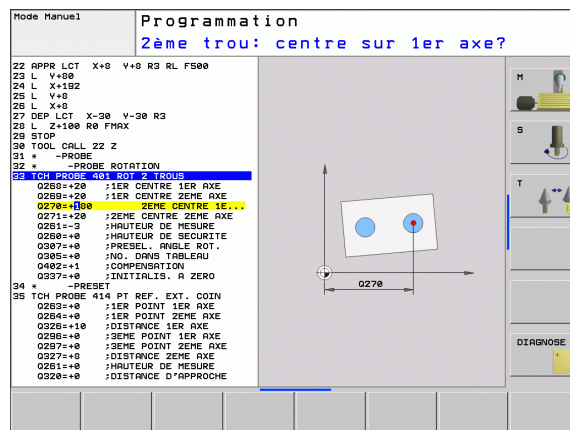 Mode Manuel
Programmation
2ème trou: centre sur 1er axe?
22 APPR LCT X+8 Y+8 R3 RL F500
23 L Y+80
24 L X+192
25 L Y+8
26 L X+8
27 DEP LCT X-30 Y-30 R3
28 L Z+100 R0 FMAX
29 STOP
30 TOOL CALL 22 Z
31 * -PROBE
32 * -PROBE ROTATION
33 TCH PROBE 401 ROT 2 TROUS
Q268=+20 ;1ER CENTRE 1ER AXE
Q269=+20 ;1ER CENTRE 2EME AXE
Q270=+180 2EME CENTRE 1E...
Q271=+20 ;2EME CENTRE 2EME AXE
Q261=-3 ;HAUTEUR DE MESURE
Q260=+0 ;HAUTEUR DE SECURITE
Q307=+0 ;PRESEL. ANGLE ROT.
Q305=+0 ;NO. DANS TABLEAU
Q402=+1 ;COMPENSATION
Q337=+0 ;INITIALIS. A ZERO
34 * -PRESET
35 TCH PROBE 414 PT REF. EXT. COIN
Q263=+0 ;1ER POINT 1ER AXE
Q264=+0 ;1ER POINT 2EME AXE
Q326=+10 ;DISTANCE 1ER AXE
Q296=+0 ;3EME POINT 1ER AXE
Q297=+0 ;3EME POINT 2EME AXE
Q327=+8 ;DISTANCE 2EME AXE
Q261=+0 ;HAUTEUR DE MESURE
Q320=+0 ;DISTANCE D'APPROCHE
Q270
M
S
T
DIAGNOSE